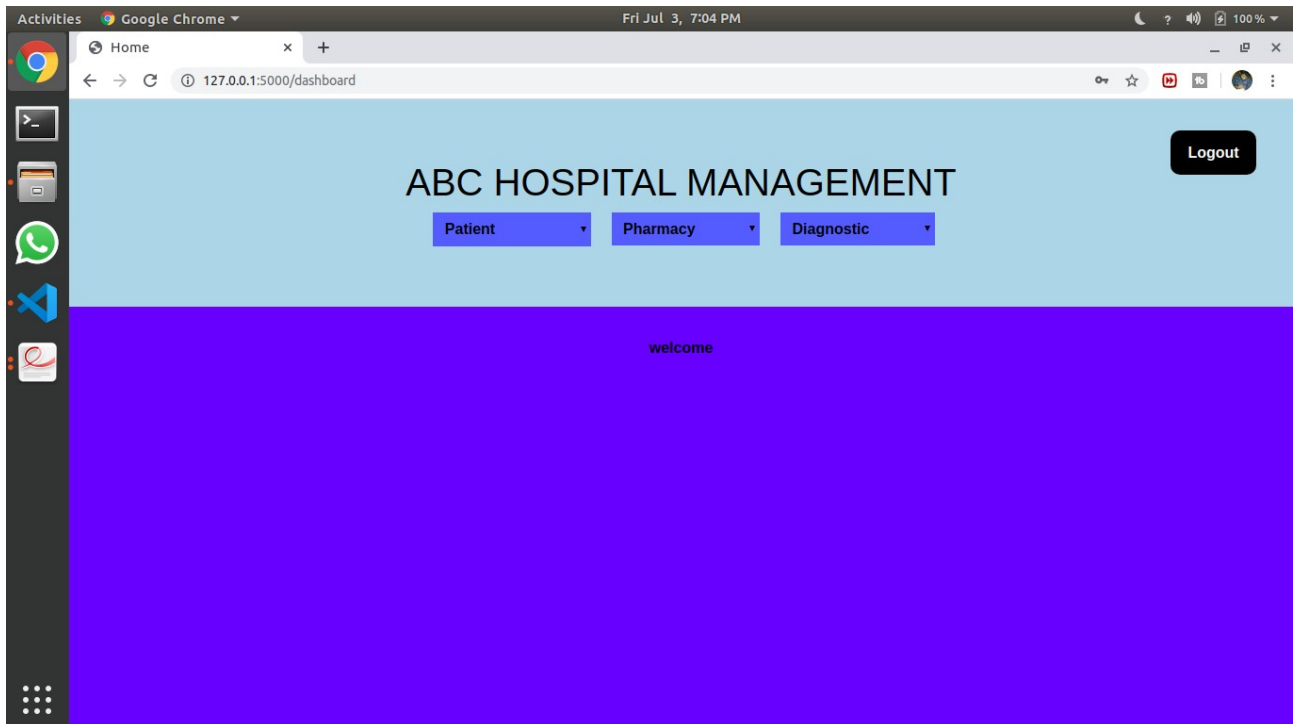 Activities Google Chrome Fri Jul 3, 7:04 PM ? 100 %
Home
127.0.0.1:5000/dashboard
Logout
ABC HOSPITAL MANAGEMENT
Patient Pharmacy Diagnostic
welcome